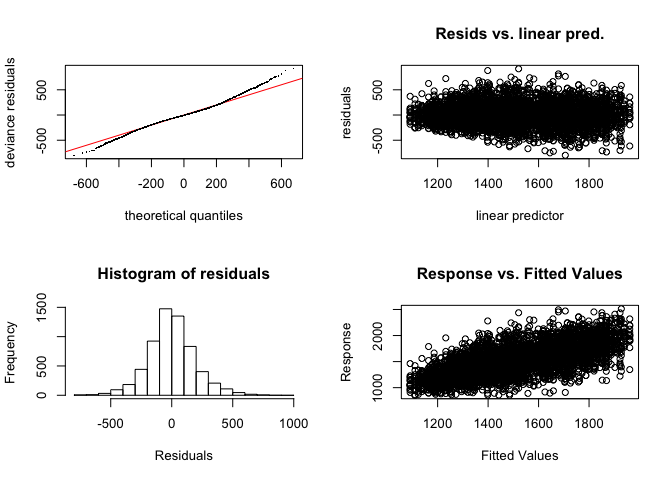 deviance residuals
500
-500
-600
-200
0
200
600
theoretical quantiles
Resids vs. linear pred.
residuals
500
-500
1200
1400
1600
1800
linear predictor
Histogram of residuals
Frequency
1500
500
0
-500
0
500
1000
Residuals
Response vs. Fitted Values
Response
2000
1000
1200
1400
1600
1800
Fitted Values